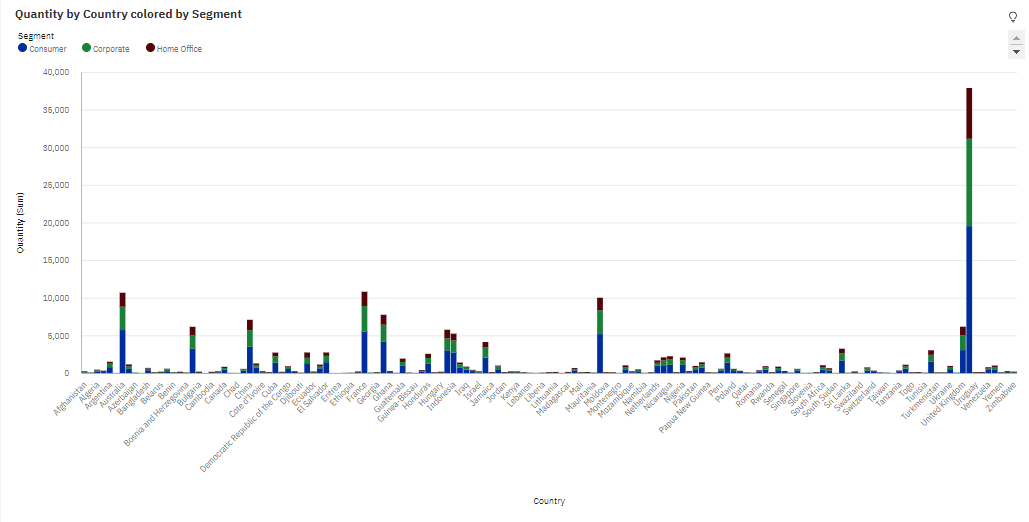 Quantity by Country colored by Segment
Segment
Consumer
Corporate
Home Office
40,000
35,000
30,000
25,000
20,000
15,000
10,000
5,000
0
Quantity (Sum)
Afghanistan
Algeria
Argentina
Australia
Azerbaijan
Bangladesh
Belarus
Benin
Bosnia and Herzegovina
Bulgaria
Cambodia
Canada
Chad
China
Cote d'Ivoire
Cuba
Democratic Republic of the Congo
Djibouti
Ecuador
El Salvador
Eritrea
Ethiopia
France
Georgia
Ghana
Guatemala
Guinea-Bissau
Honduras
Hungary
Indonesia
Iraq
Israel
Jamaica
Jordan
Kenya
Lebanon
Liberia
Lithuania
Madagascar
Mali
Mauritania
Moldova
Montenegro
Mozambique
Namibia
Netherlands
Nicaragua
Nigeria
Pakistan
Papua New Guinea
Peru
Poland
Qatar
Romania
Rwanda
Senegal
Singapore
Slovenia
South Africa
South Sudan
Sri Lanka
Swaziland
Switzerland
Taiwan
Tanzania
Togo
Tunisia
Turkmenistan
Ukraine
United Kingdom
Uruguay
Venezuela
Yemen
Zimbabwe
Country